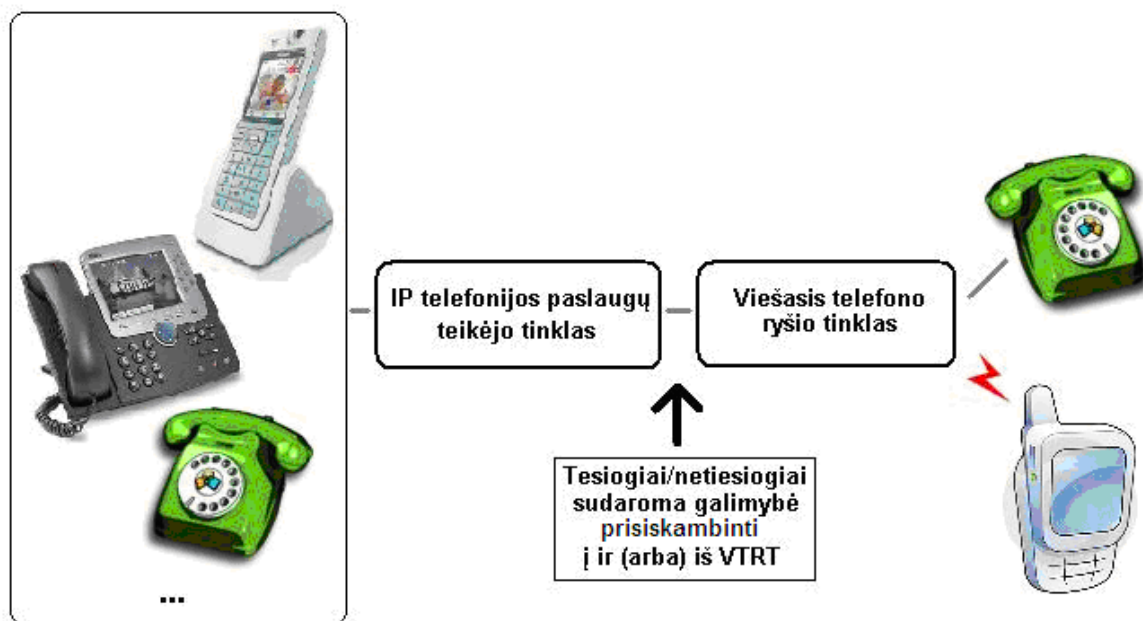 IP telefonijos paslaugų
teikėjo tinklas
Viešasis telefono
ryšio tinklas
Tesiogiai/netiesiogiai
sudaroma galimybė
prisiskambinti
į ir (arba) iš VTRT
...